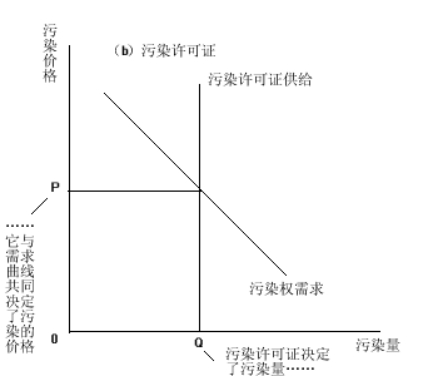 污染价格
（b）污染许可证
污染许可证供给
P
……它与需求曲线共同决定了污染的价格
污染权需求
0
Q
污染量
污染许可证决定
了污染量……